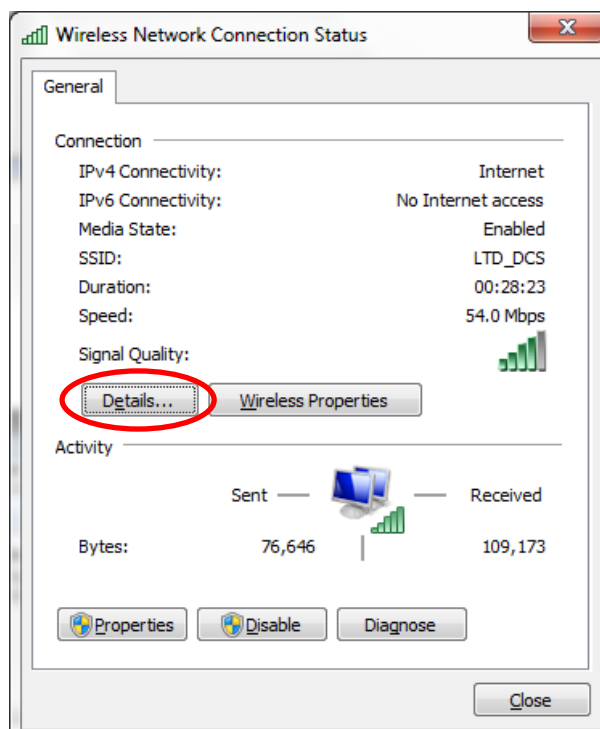 Wireless Network Connection Status
General
Connection
IPv4 Connectivity: Internet
IPv6 Connectivity: No Internet access
Media State: Enabled
SSID: LTD_DCS
Duration: 00:28:23
Speed: 54.0 Mbps
Signal Quality:
Details... Wireless Properties
Activity
Sent Received
Bytes: 76,646 109,173
Properties Disable Diagnose
Close